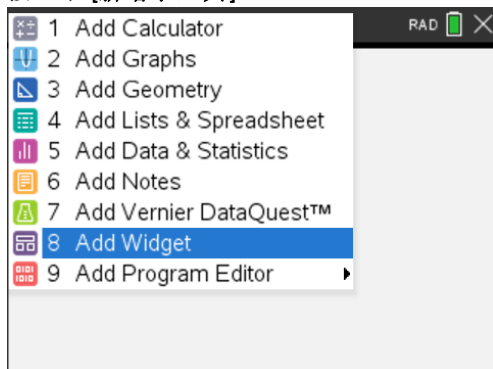 1 Add Calculator
RAD
2 Add Graphs
3 Add Geometry
4 Add Lists & Spreadsheet
5 Add Data & Statistics
6 Add Notes
7 Add Vernier DataQuest™
8 Add Widget
9 Add Program Editor